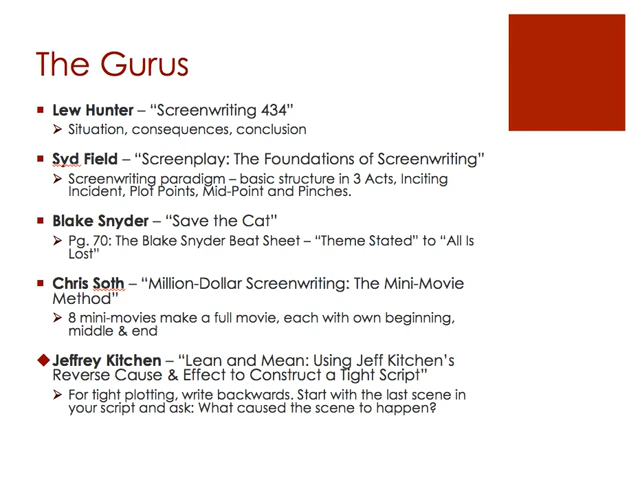 The Gurus
Lew Hunter – “Screenwriting 434”
Situation, consequences, conclusion
Syd Field – “Screenplay: The Foundations of Screenwriting”
Screenwriting paradigm – basic structure in 3 Acts, Inciting
Incident, Plot Points, Mid-Point and Pinches.
Blake Snyder – “Save the Cat”
Pg. 70: The Blake Snyder Beat Sheet – “Theme Stated” to “All Is
Lost”
Chris Soth – “Million-Dollar Screenwriting: The Mini-Movie
Method”
8 mini-movies make a full movie, each with own beginning,
middle & end
Jeffrey Kitchen – “Lean and Mean: Using Jeff Kitchen’s
Reverse Cause & Effect to Construct a Tight Script”
For tight plotting, write backwards. Start with the last scene in
your script and ask: What caused the scene to happen?